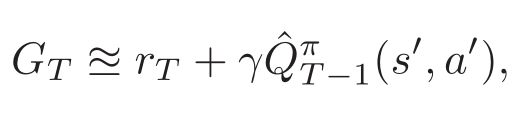 G_T ≊ r_T + γQ̂^π_{T−1}(s′, a′),